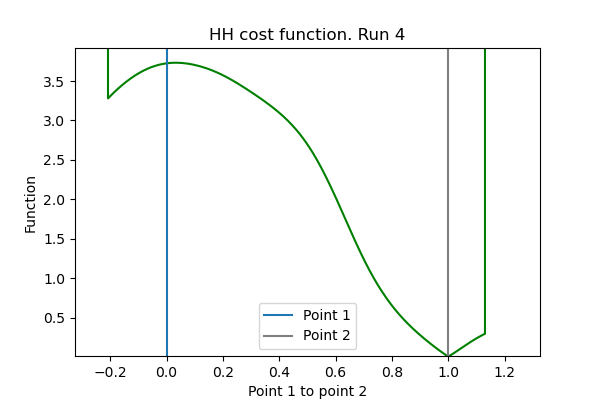 HH cost function. Run 4
Function
3.5
3.0
2.5
2.0
1.5
1.0
0.5
Point 1
Point 2
−0.2 0.0 0.2 0.4 0.6 0.8 1.0 1.2
Point 1 to point 2